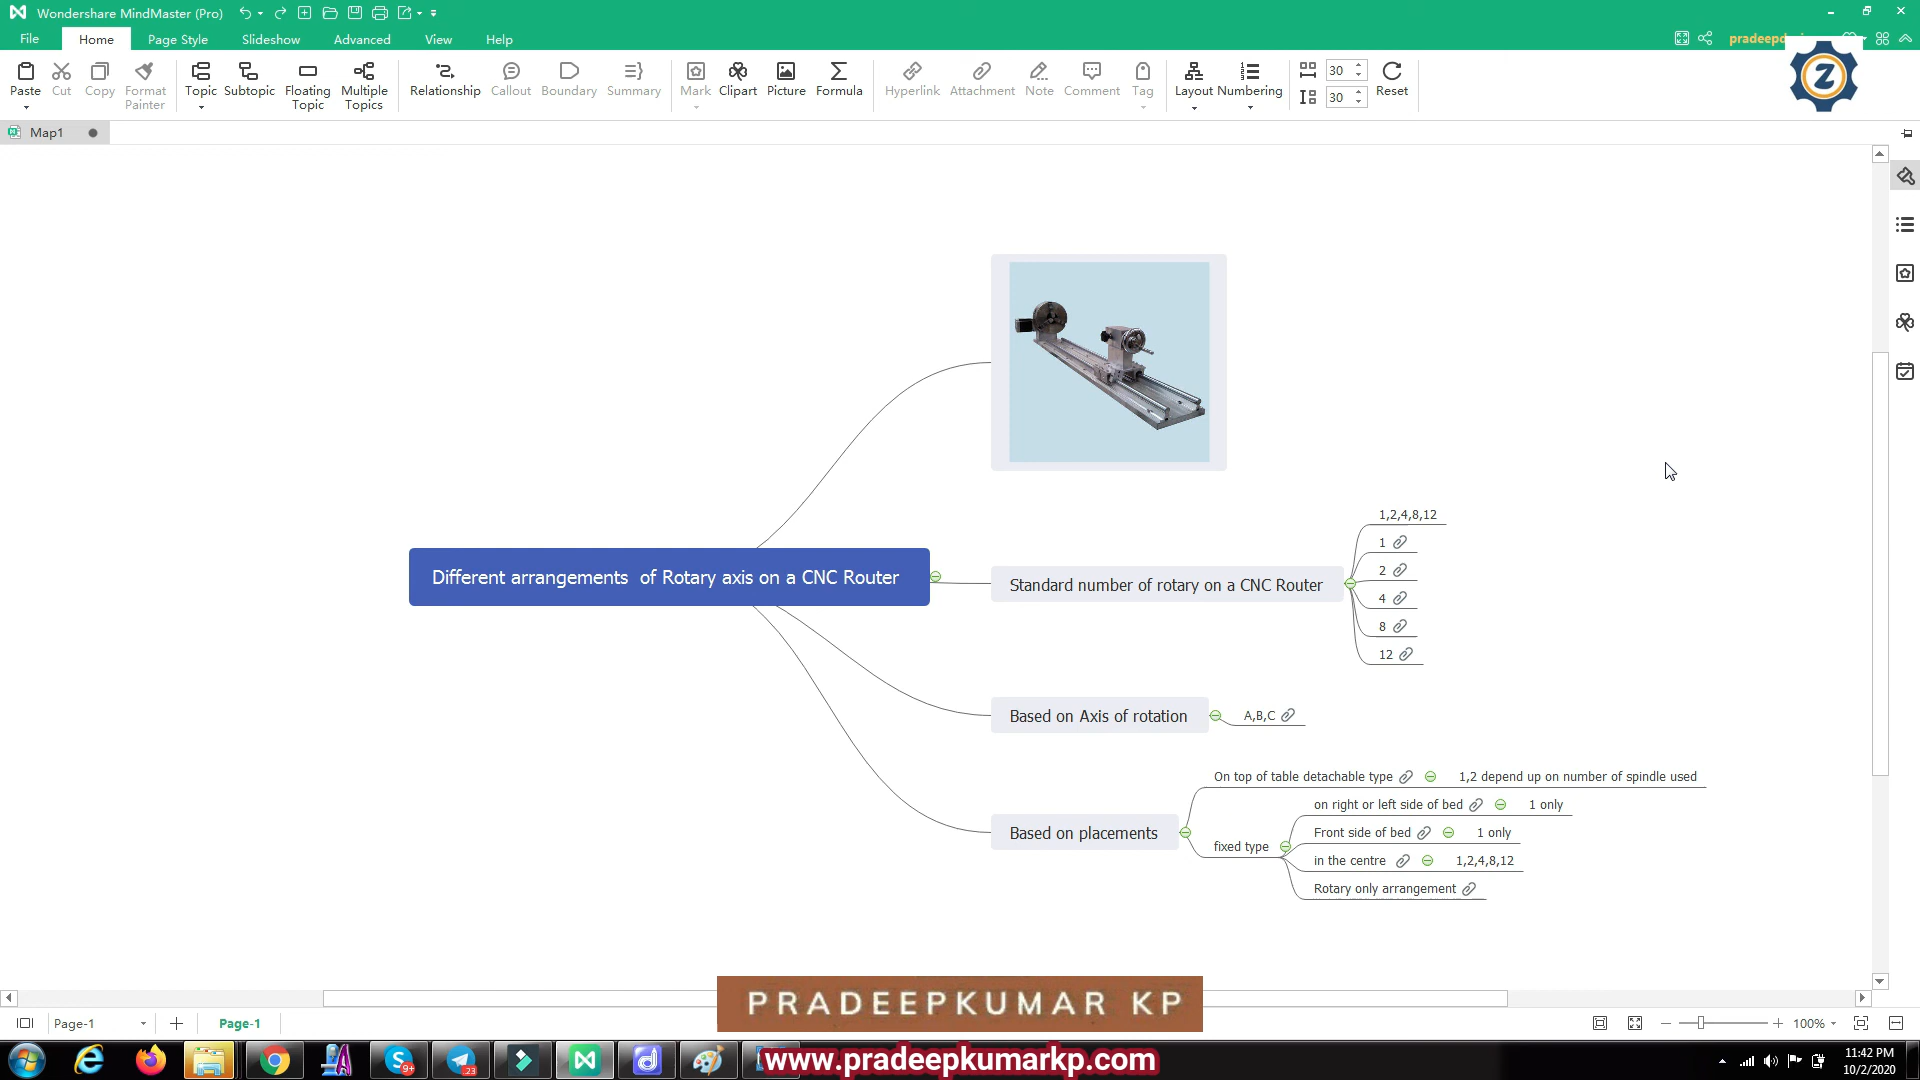 Wondershare MindMaster (Pro)
File
Home
Page Style
Slideshow
Advanced
View
Help
Paste
Cut
Copy
Format
Painter
Topic
Subtopic
Floating
Topic
Multiple
Topics
Relationship
Callout
Boundary
Summary
Mark
Clipart
Picture
Formula
Hyperlink
Attachment
Note
Comment
Tag
Layout
Numbering
30
30
Reset
Z
Map1
Different arrangements of Rotary axis on a CNC Router
Standard number of rotary on a CNC Router
1,2,4,8,12
1
2
4
8
12
Based on Axis of rotation
A,B,C
Based on placements
On top of table detachable type
1,2 depend up on number of spindle used
fixed type
on right or left side of bed
1 only
Front side of bed
1 only
in the centre
1,2,4,8,12
Rotary only arrangement
PRADEEPKUMAR KP
Page-1
Page-1
100%
www.pradeepkumarkp.com
9+
23
11:42 PM
10/2/2020